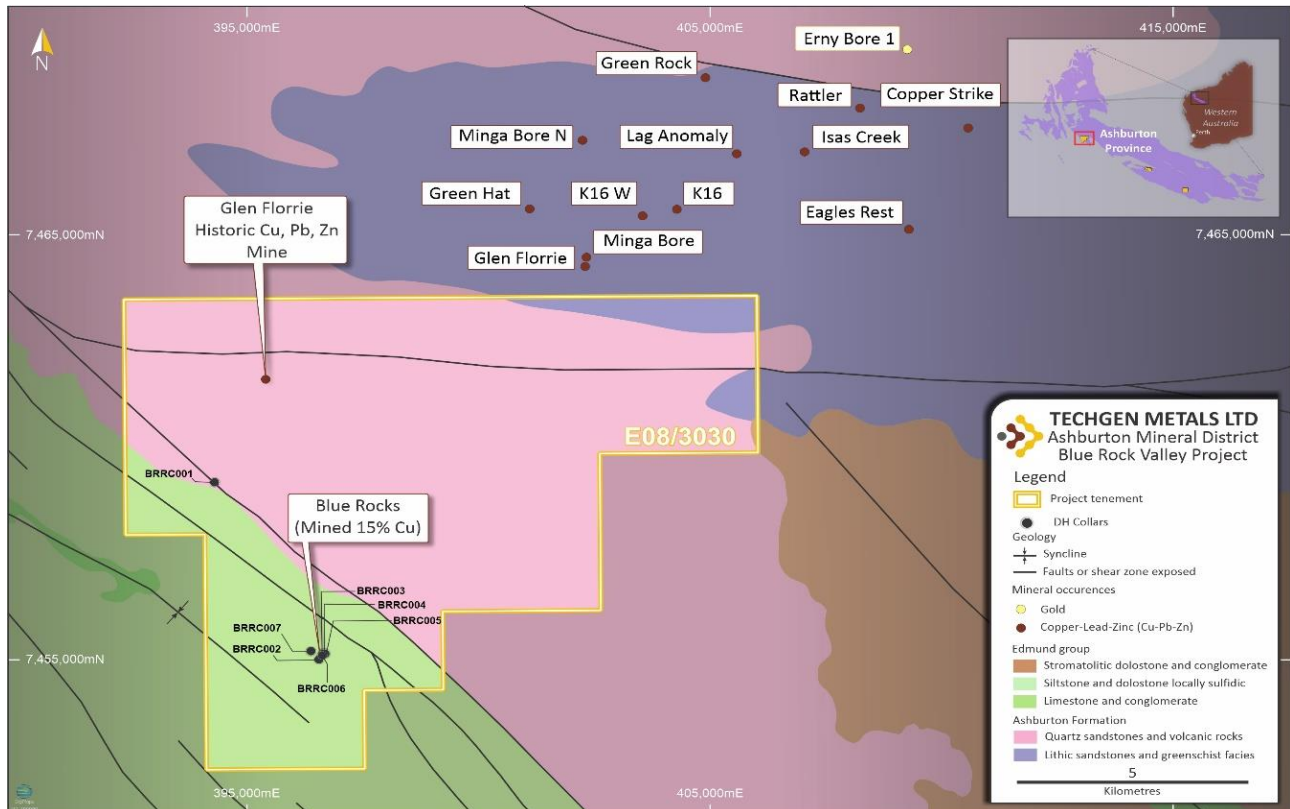 395,000mE
405,000mE
415,000mE
N
Erny Bore 1
Green Rock
Rattler
Copper Strike
Minga Bore N
Lag Anomaly
Isas Creek
Western
Australia
Perth
Ashburton
Province
Green Hat
K16 W
K16
Eagles Rest
Glen Florrie
Historic Cu, Pb, Zn
Mine
7,465,000mN
7,465,000mN
Minga Bore
Glen Florrie
E08/3030
BRRC001
Blue Rocks
(Mined 15% Cu)
BRRC003
BRRC004
BRRC005
BRRC007
BRRC002
BRRC006
7,455,000mN
TECHGEN METALS LTD
Ashburton Mineral District
Blue Rock Valley Project
Legend
Project tenement
DH Collars
Geology
Syncline
Faults or shear zone exposed
Mineral occurences
Gold
Copper-Lead-Zinc (Cu-Pb-Zn)
Edmund group
Stromatolitic dolostone and conglomerate
Siltstone and dolostone locally sulfidic
Limestone and conglomerate
Ashburton Formation
Quartz sandstones and volcanic rocks
Lithic sandstones and greenschist facies
5
Kilometres
395,000mE
405,000mE